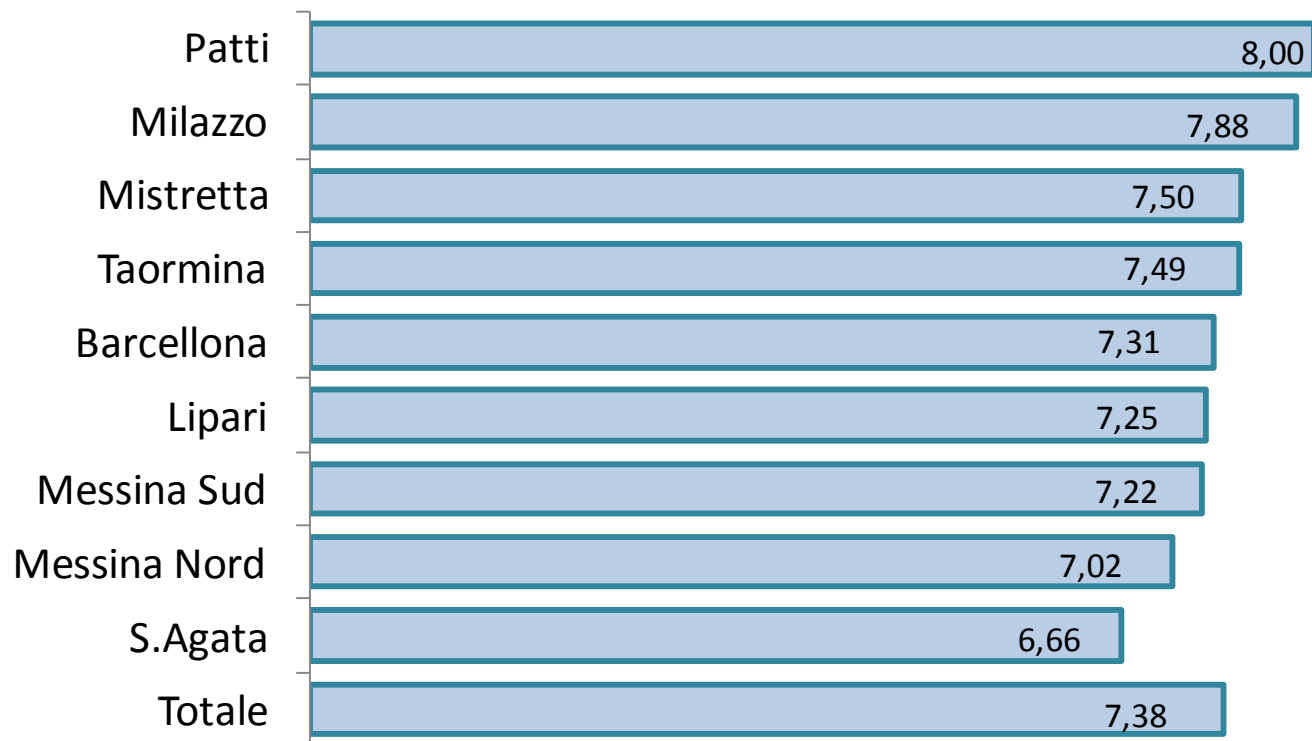 Patti 8,00
Milazzo 7,88
Mistretta 7,50
Taormina 7,49
Barcellona 7,31
Lipari 7,25
Messina Sud 7,22
Messina Nord 7,02
S.Agata 6,66
Totale 7,38